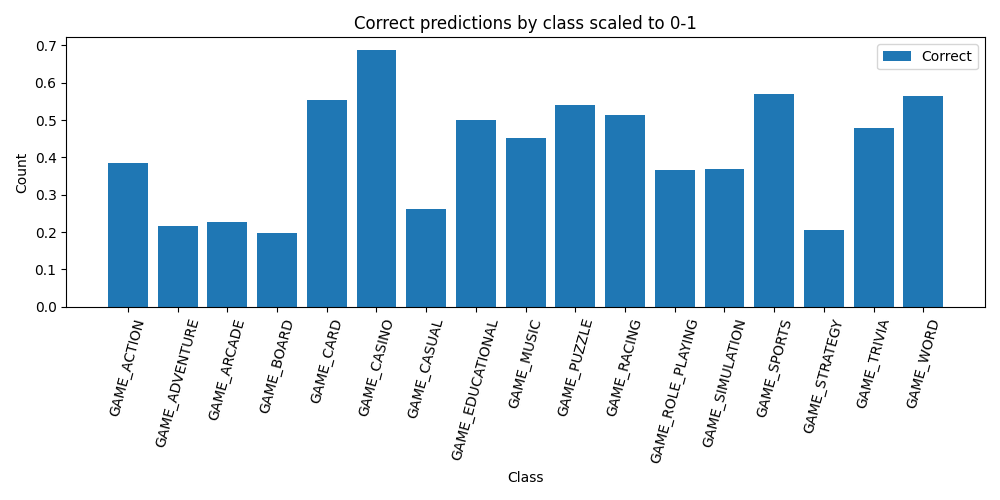 Correct predictions by class scaled to 0-1
Correct
Count
0.7
0.6
0.5
0.4
0.3
0.2
0.1
0.0
GAME_ACTION
GAME_ADVENTURE
GAME_ARCADE
GAME_BOARD
GAME_CARD
GAME_CASINO
GAME_CASUAL
GAME_EDUCATIONAL
GAME_MUSIC
GAME_PUZZLE
GAME_RACING
GAME_ROLE_PLAYING
GAME_SIMULATION
GAME_SPORTS
GAME_STRATEGY
GAME_TRIVIA
GAME_WORD
Class